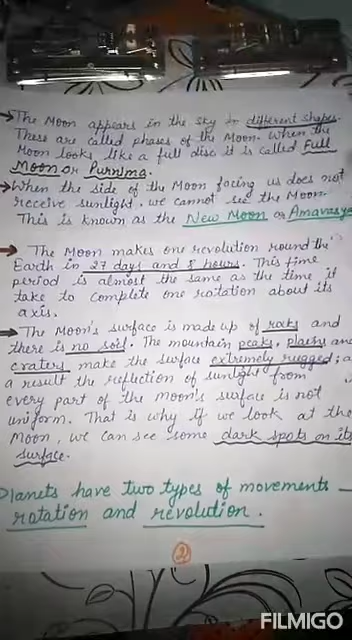 → The Moon appears in the sky in different shapes.
These are called phases of the Moon. When the
Moon looks like a full disc it is called Full
Moon or Purnima.
→ When the side of the Moon facing us does not
receive sunlight, we cannot see the Moon.
This is known as the New Moon or Amavasya
→ The Moon makes one revolution round the
Earth in 27 days and 8 hours. This time
period is almost the same as the time it
take to complete one rotation about its
axis.
→ The Moon's surface is made up of rocks and
there is no soil. The mountain peaks, and
craters, make the surface extremely rugged; as
a result the reflection of sunlight from
every part of the Moon's surface is not
uniform. That is why if we look at the
Moon, we can see some dark spots on its
surface.
Planets have two types of movements —
rotation and revolution.
2
FILMIGO